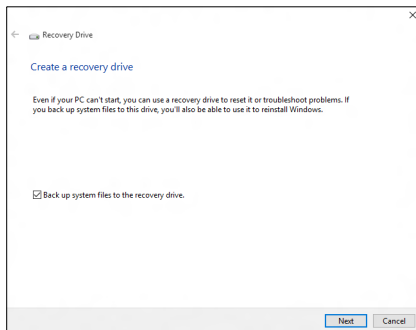 Recovery Drive
Create a recovery drive
Even if your PC can't start, you can use a recovery drive to reset it or troubleshoot problems. If
you back up system files to this drive, you'll also be able to use it to reinstall Windows.
Back up system files to the recovery drive.
Next Cancel